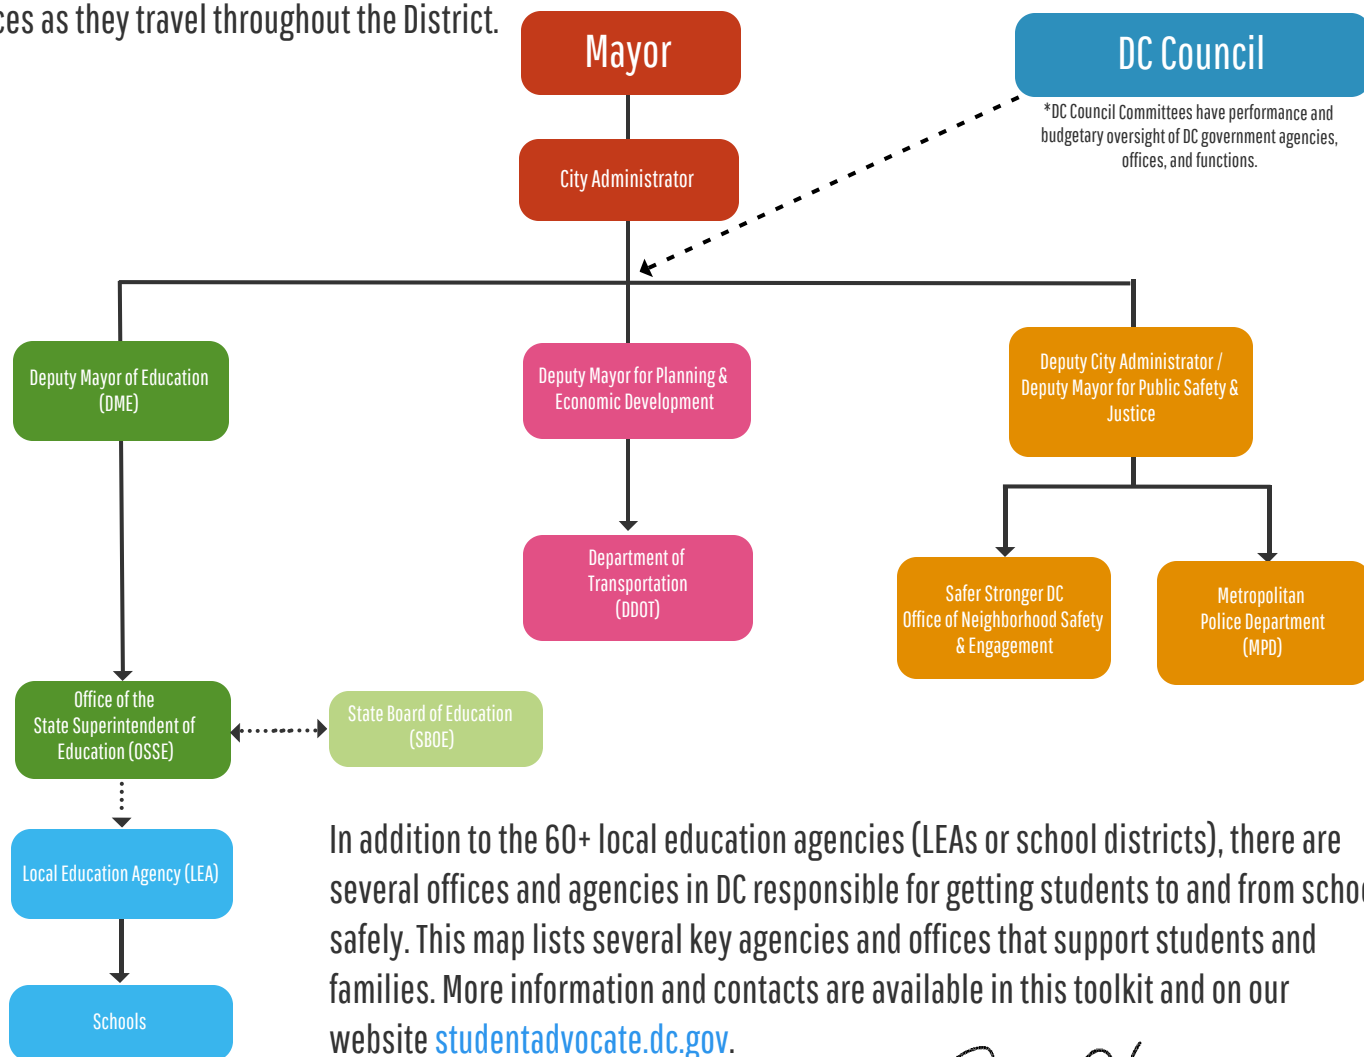 ces as they travel throughout the District.
Mayor
DC Council
*DC Council Committees have performance and
budgetary oversight of DC government agencies,
offices, and functions.
City Administrator
Deputy Mayor of Education
(DME)
Deputy Mayor for Planning &
Economic Development
Deputy City Administrator /
Deputy Mayor for Public Safety &
Justice
Department of
Transportation
(DDOT)
Safer Stronger DC
Office of Neighborhood Safety
& Engagement
Metropolitan
Police Department
(MPD)
Office of the
State Superintendent of
Education (OSSE)
State Board of Education
(SBOE)
Local Education Agency (LEA)
Schools
In addition to the 60+ local education agencies (LEAs or school districts), there are
several offices and agencies in DC responsible for getting students to and from schoo
safely. This map lists several key agencies and offices that support students and
families. More information and contacts are available in this toolkit and on our
website studentadvocate.dc.gov.